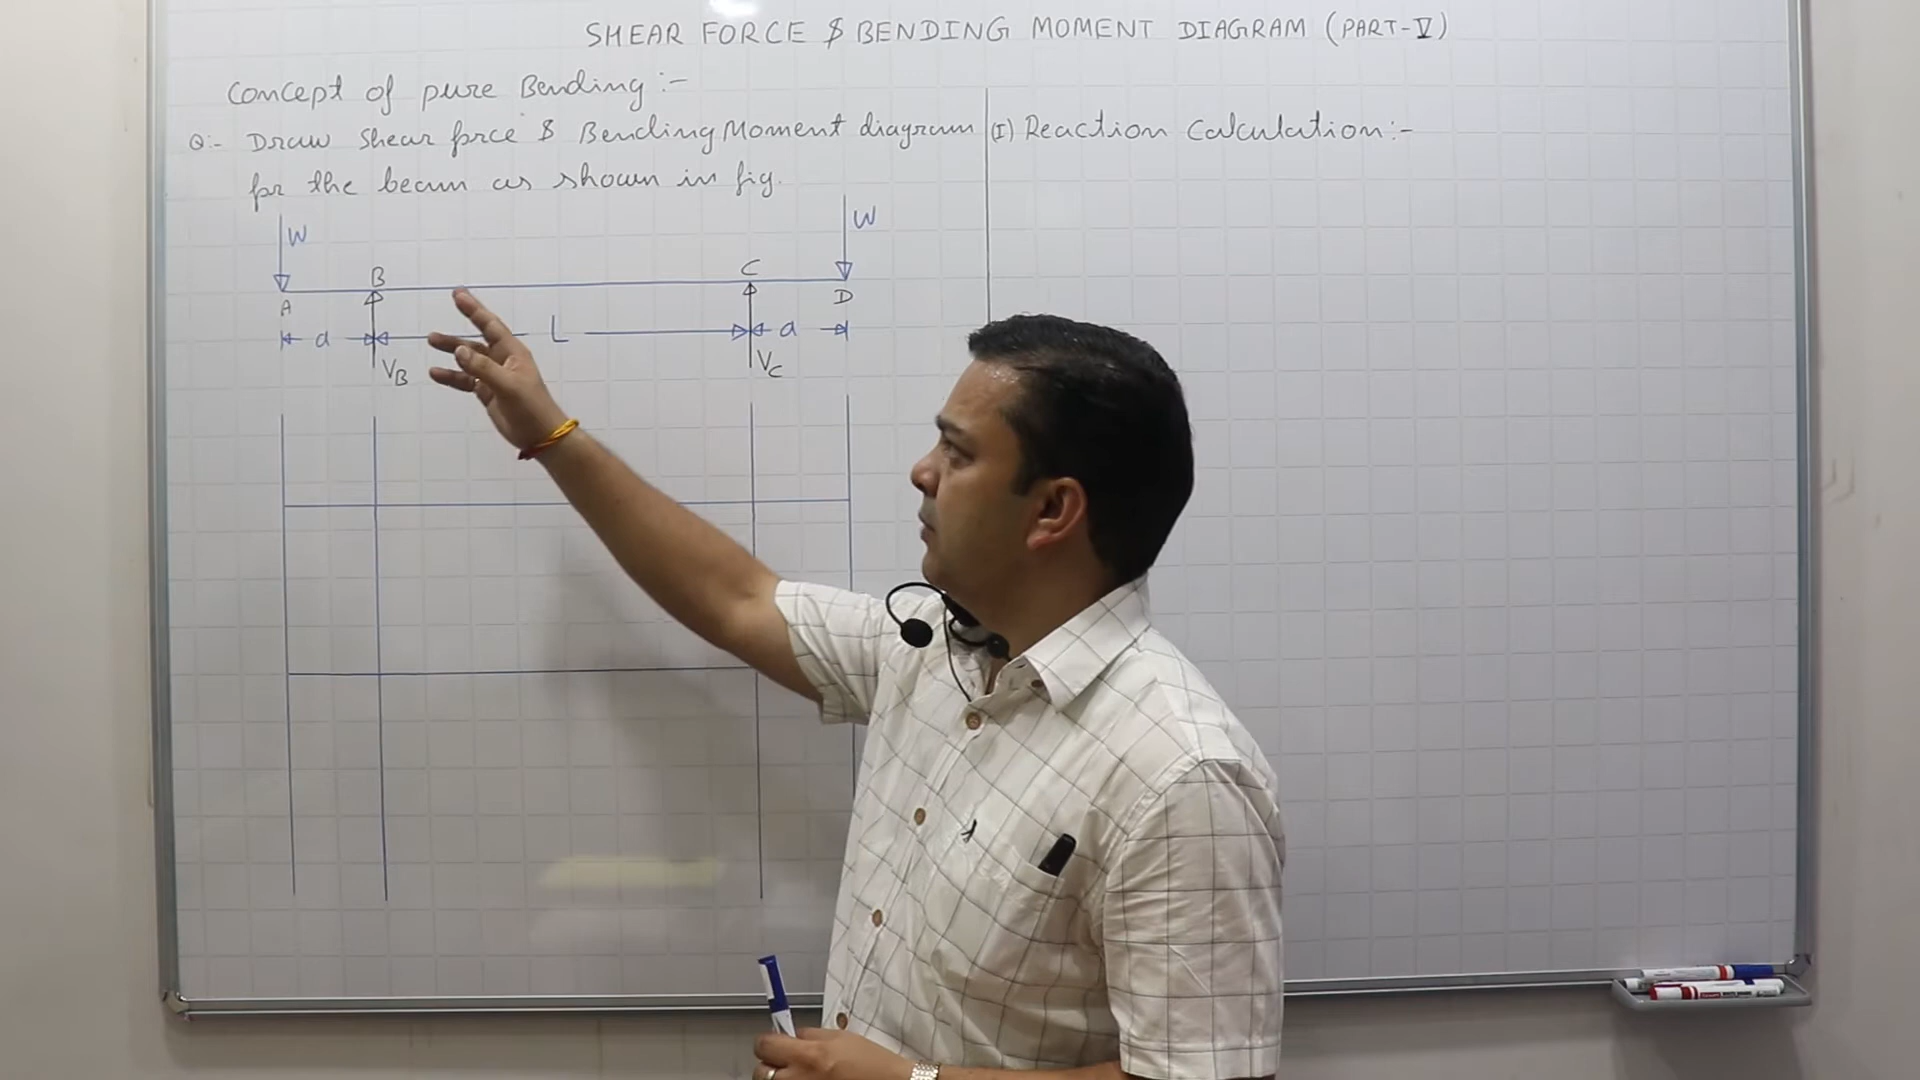 SHEAR FORCE & BENDING MOMENT DIAGRAM (PART-V)
Concept of pure Bending:-
Q:- Draw Shear force & Bending Moment diagram
for the beam as shown in fig.
W
W
B
C
A
D
a
L
a
VB
VC
(I) Reaction Calculation:-